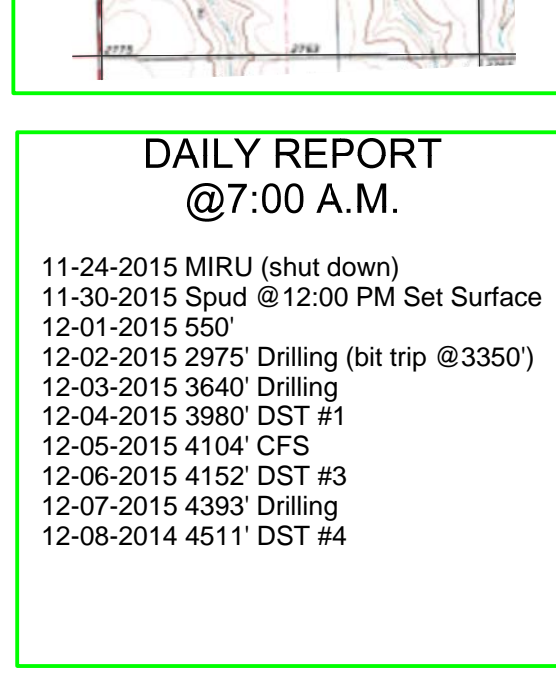 2775 2763
DAILY REPORT
@7:00 A.M.
11-24-2015 MIRU (shut down)
11-30-2015 Spud @12:00 PM Set Surface
12-01-2015 550'
12-02-2015 2975' Drilling (bit trip @3350')
12-03-2015 3640' Drilling
12-04-2015 3980' DST #1
12-05-2015 4104' CFS
12-06-2015 4152' DST #3
12-07-2015 4393' Drilling
12-08-2014 4511' DST #4